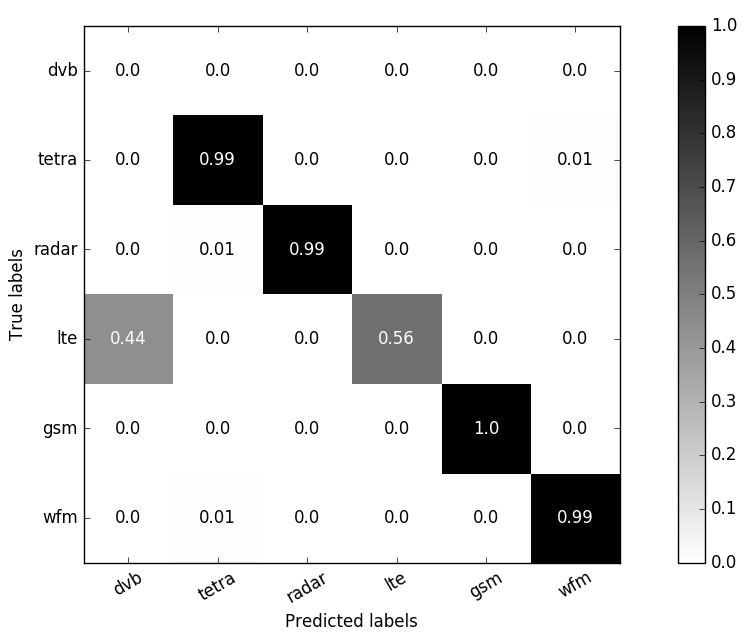 dvb 0.0 0.0 0.0 0.0 0.0 0.0
tetra 0.0 0.99 0.0 0.0 0.0 0.01
radar 0.0 0.01 0.99 0.0 0.0 0.0
lte 0.44 0.0 0.0 0.56 0.0 0.0
gsm 0.0 0.0 0.0 0.0 1.0 0.0
wfm 0.0 0.01 0.0 0.0 0.0 0.99
dvb tetra radar lte gsm wfm
Predicted labels
True labels
1.0
0.9
0.8
0.7
0.6
0.5
0.4
0.3
0.2
0.1
0.0